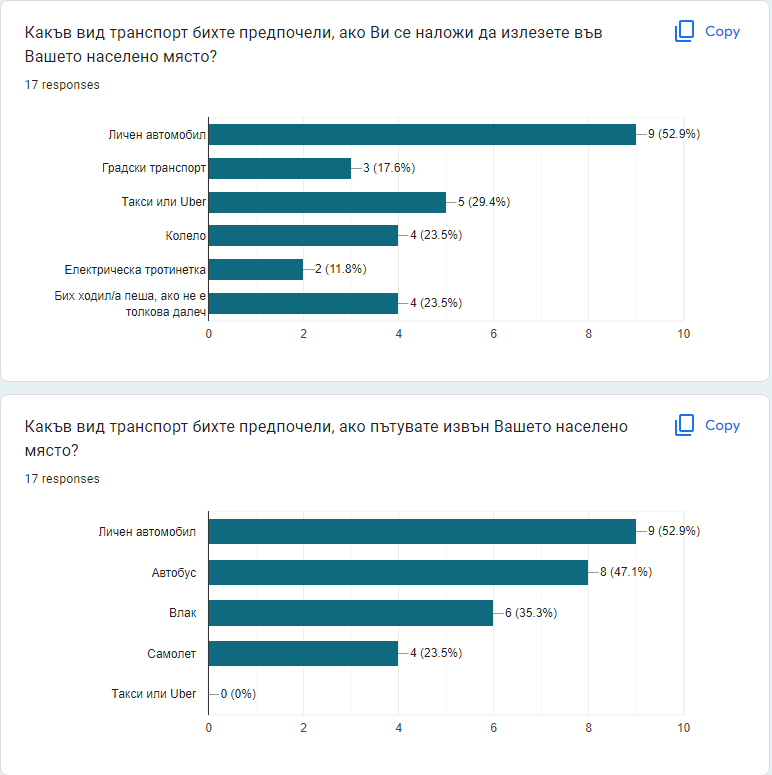 Какъв вид транспорт бихте предпочели, ако Ви се наложи да излезете във
Вашето населено място?
Copy
17 responses
Личен автомобил
9 (52.9%)
Градски транспорт
3 (17.6%)
Такси или Uber
5 (29.4%)
Колело
4 (23.5%)
Електрическа тротинетка
2 (11.8%)
Бих ходил/а пеша, ако не е
толкова далеч
4 (23.5%)
0 2 4 6 8 10
Какъв вид транспорт бихте предпочели, ако пътувате извън Вашето населено
място?
Copy
17 responses
Личен автомобил
9 (52.9%)
Автобус
8 (47.1%)
Влак
6 (35.3%)
Самолет
4 (23.5%)
Такси или Uber
0 (0%)
0 2 4 6 8 10